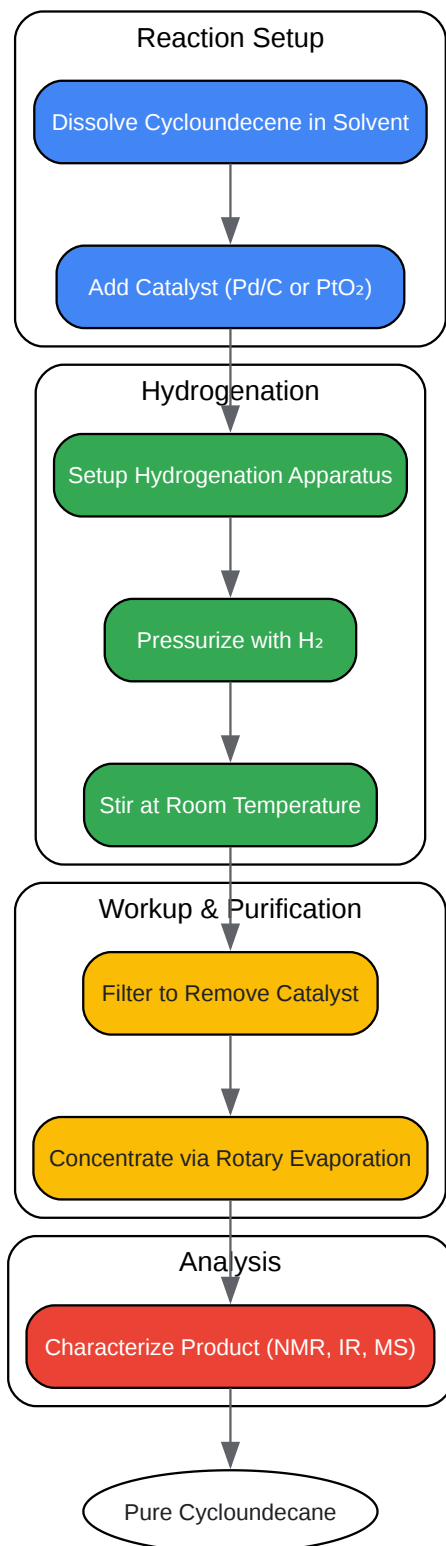 Reaction Setup
Dissolve Cycloundecene in Solvent
Add Catalyst (Pd/C or PtO₂)
Hydrogenation
Setup Hydrogenation Apparatus
Pressurize with H₂
Stir at Room Temperature
Workup & Purification
Filter to Remove Catalyst
Concentrate via Rotary Evaporation
Analysis
Characterize Product (NMR, IR, MS)
Pure Cycloundecane